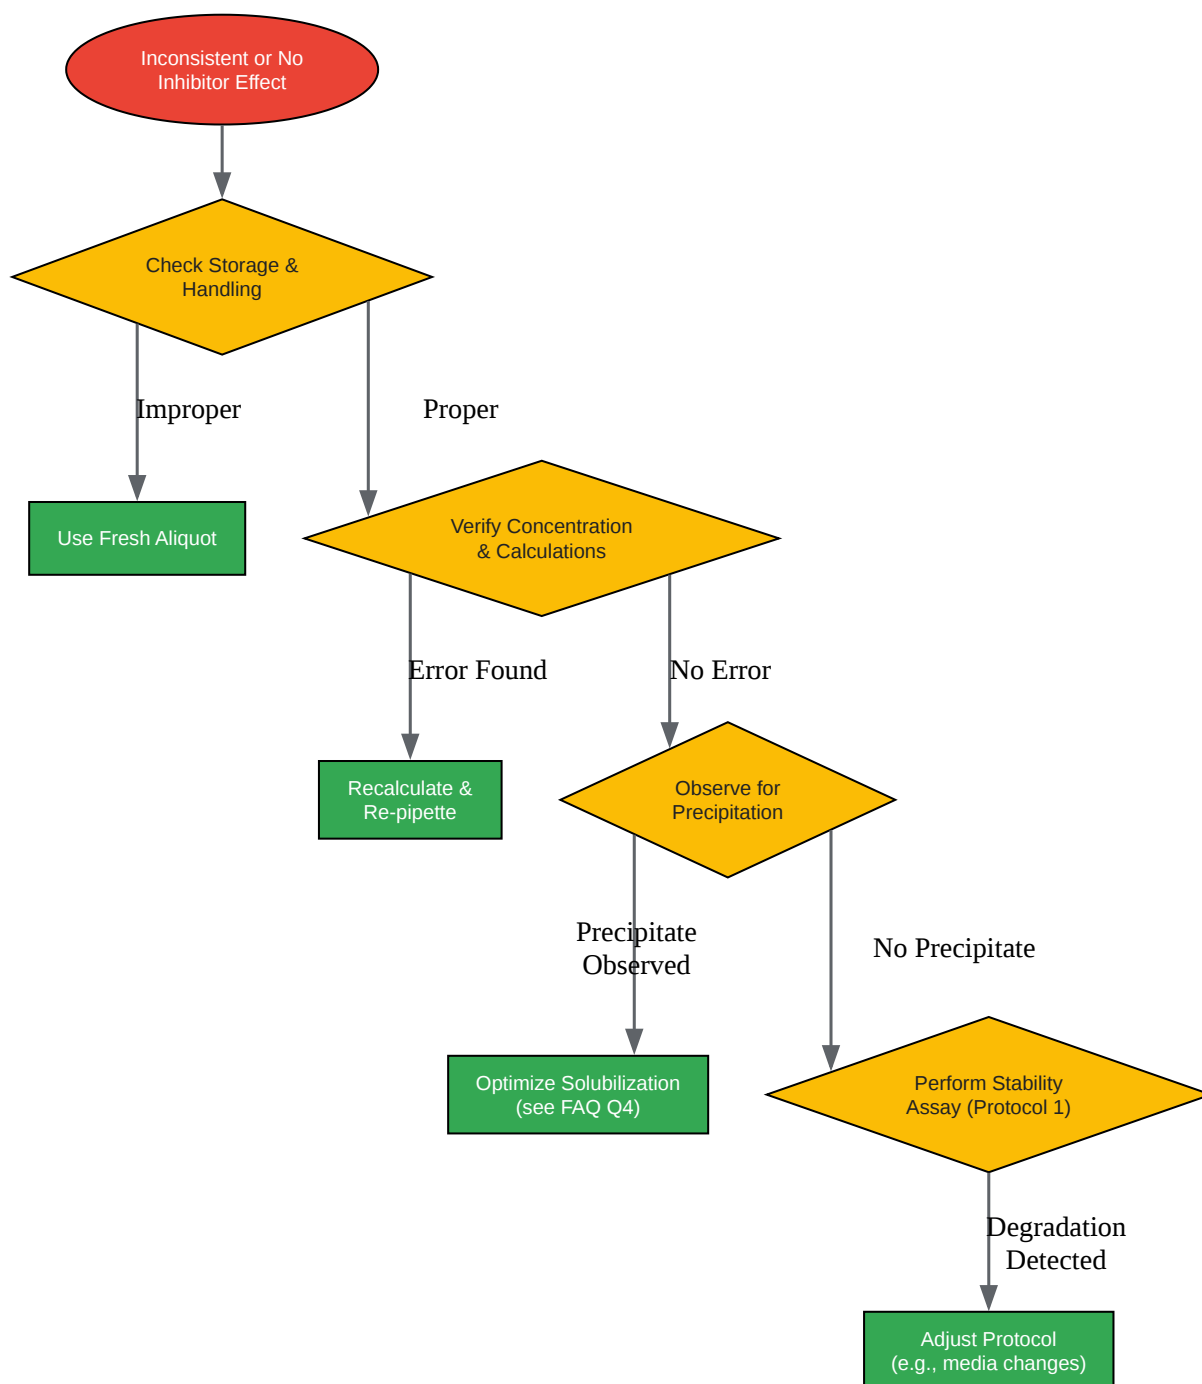 Inconsistent or No
Inhibitor Effect
Check Storage &
Handling
Improper
Proper
Use Fresh Aliquot
Verify Concentration
& Calculations
Error Found
No Error
Recalculate &
Re-pipette
Observe for
Precipitation
Precipitate
Observed
No Precipitate
Optimize Solubilization
(see FAQ Q4)
Perform Stability
Assay (Protocol 1)
Degradation
Detected
Adjust Protocol
(e.g., media changes)